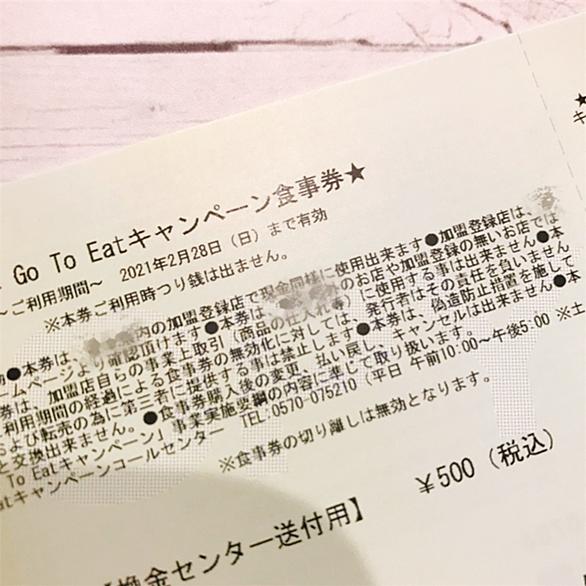 Go To Eatキャンペーン食事券★
～ご利用期間～ 2021年2月28日（日）まで有効
※本券ご利用時つり銭は出ません。
●本券は 内の加盟登録店で現金同様に使用出来ます●加盟登録店は、
ームページより確認頂けます●本券は のお店や加盟登録の無いお店では
券は、加盟店自らの事業上取引（商品の仕入れ等）に使用する事は出来ません●本
利用期間の経過による食事券の無効化に対しては、発行者はその責任を負いません
および転売の為に第三者に提供する事は禁止します●本券は、偽造防止措置を施して
と交換出来ません。●食事券購入後の変更、払い戻し、キャンセルは出来ません●本
To Eatキャンペーン」事業実施要綱の内容に準じて取り扱います。
atキャンペーンコールセンター TEL:0570-075210（平日 午前10:00～午後5:00 ※土
※食事券の切り離しは無効となります。
￥500（税込）
換金センター送付用】
★
キ